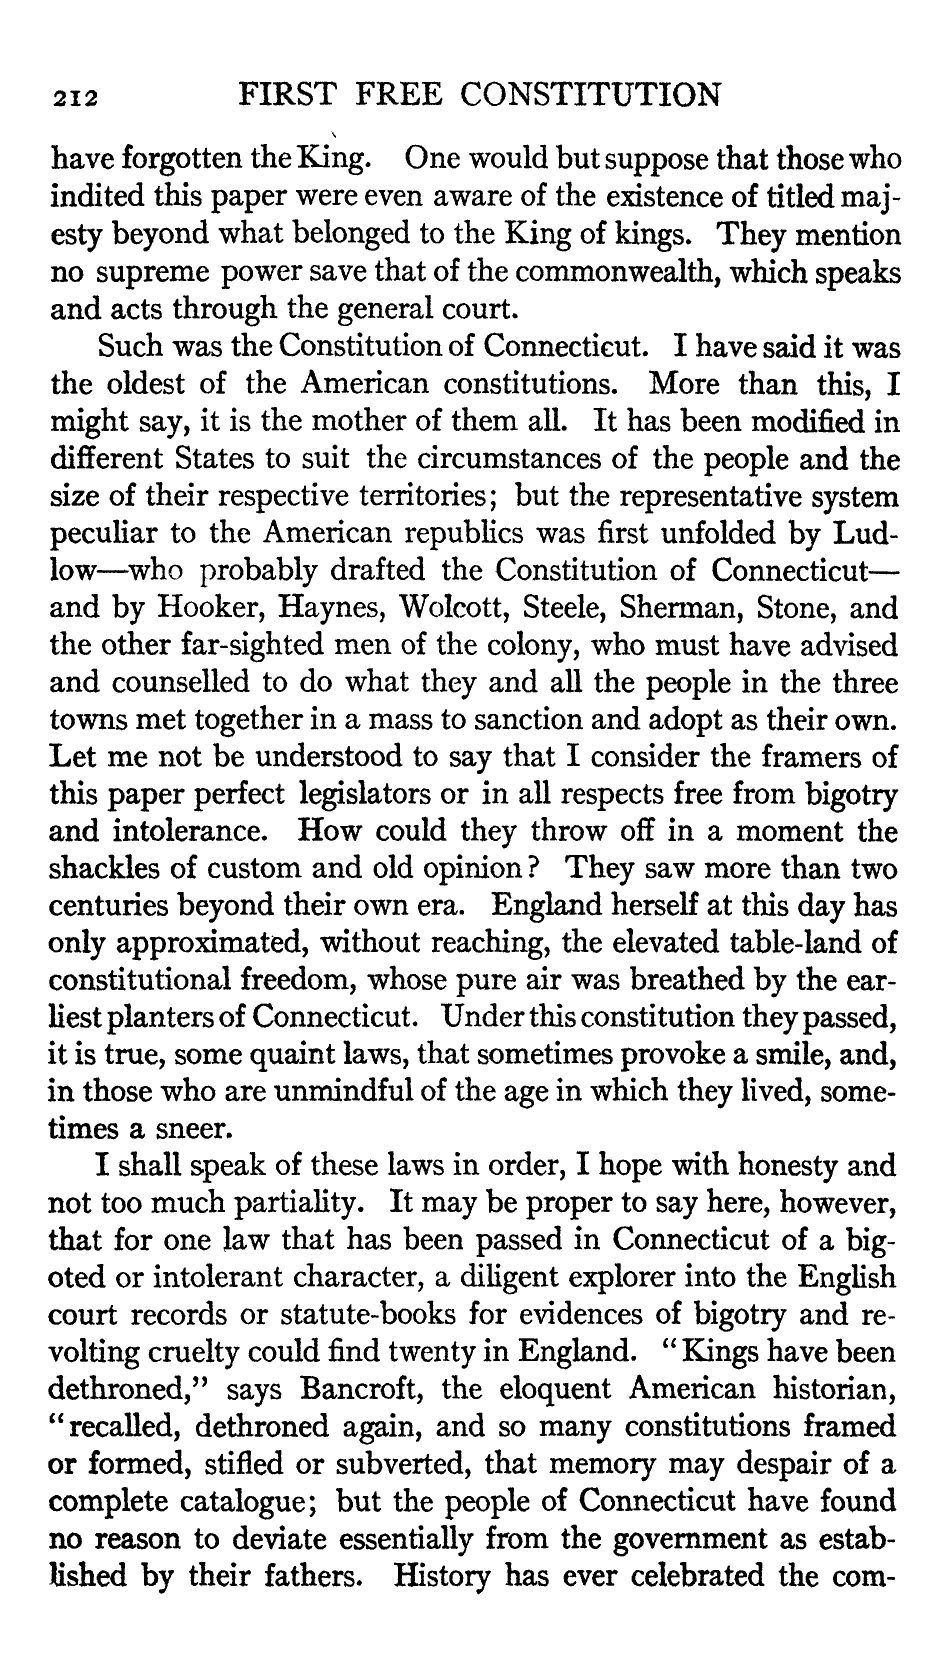 212 FIRST FREE CONSTITUTION
have forgotten the King. One would but suppose that those who
indited this paper were even aware of the existence of titled maj-
esty beyond what belonged to the King of kings. They mention
no supreme power save that of the commonwealth, which speaks
and acts through the general court.
Such was the Constitution of Connecticut. I have said it was
the oldest of the American constitutions. More than this, I
might say, it is the mother of them all. It has been modified in
different States to suit the circumstances of the people and the
size of their respective territories; but the representative system
peculiar to the American republics was first unfolded by Lud-
low—who probably drafted the Constitution of Connecticut—
and by Hooker, Haynes, Wolcott, Steele, Sherman, Stone, and
the other far-sighted men of the colony, who must have advised
and counselled to do what they and all the people in the three
towns met together in a mass to sanction and adopt as their own.
Let me not be understood to say that I consider the framers of
this paper perfect legislators or in all respects free from bigotry
and intolerance. How could they throw off in a moment the
shackles of custom and old opinion? They saw more than two
centuries beyond their own era. England herself at this day has
only approximated, without reaching, the elevated table-land of
constitutional freedom, whose pure air was breathed by the ear-
liest planters of Connecticut. Under this constitution they passed,
it is true, some quaint laws, that sometimes provoke a smile, and,
in those who are unmindful of the age in which they lived, some-
times a sneer.
I shall speak of these laws in order, I hope with honesty and
not too much partiality. It may be proper to say here, however,
that for one law that has been passed in Connecticut of a big-
oted or intolerant character, a diligent explorer into the English
court records or statute-books for evidences of bigotry and re-
volting cruelty could find twenty in England. "Kings have been
dethroned," says Bancroft, the eloquent American historian,
"recalled, dethroned again, and so many constitutions framed
or formed, stifled or subverted, that memory may despair of a
complete catalogue; but the people of Connecticut have found
no reason to deviate essentially from the government as estab-
lished by their fathers. History has ever celebrated the com-